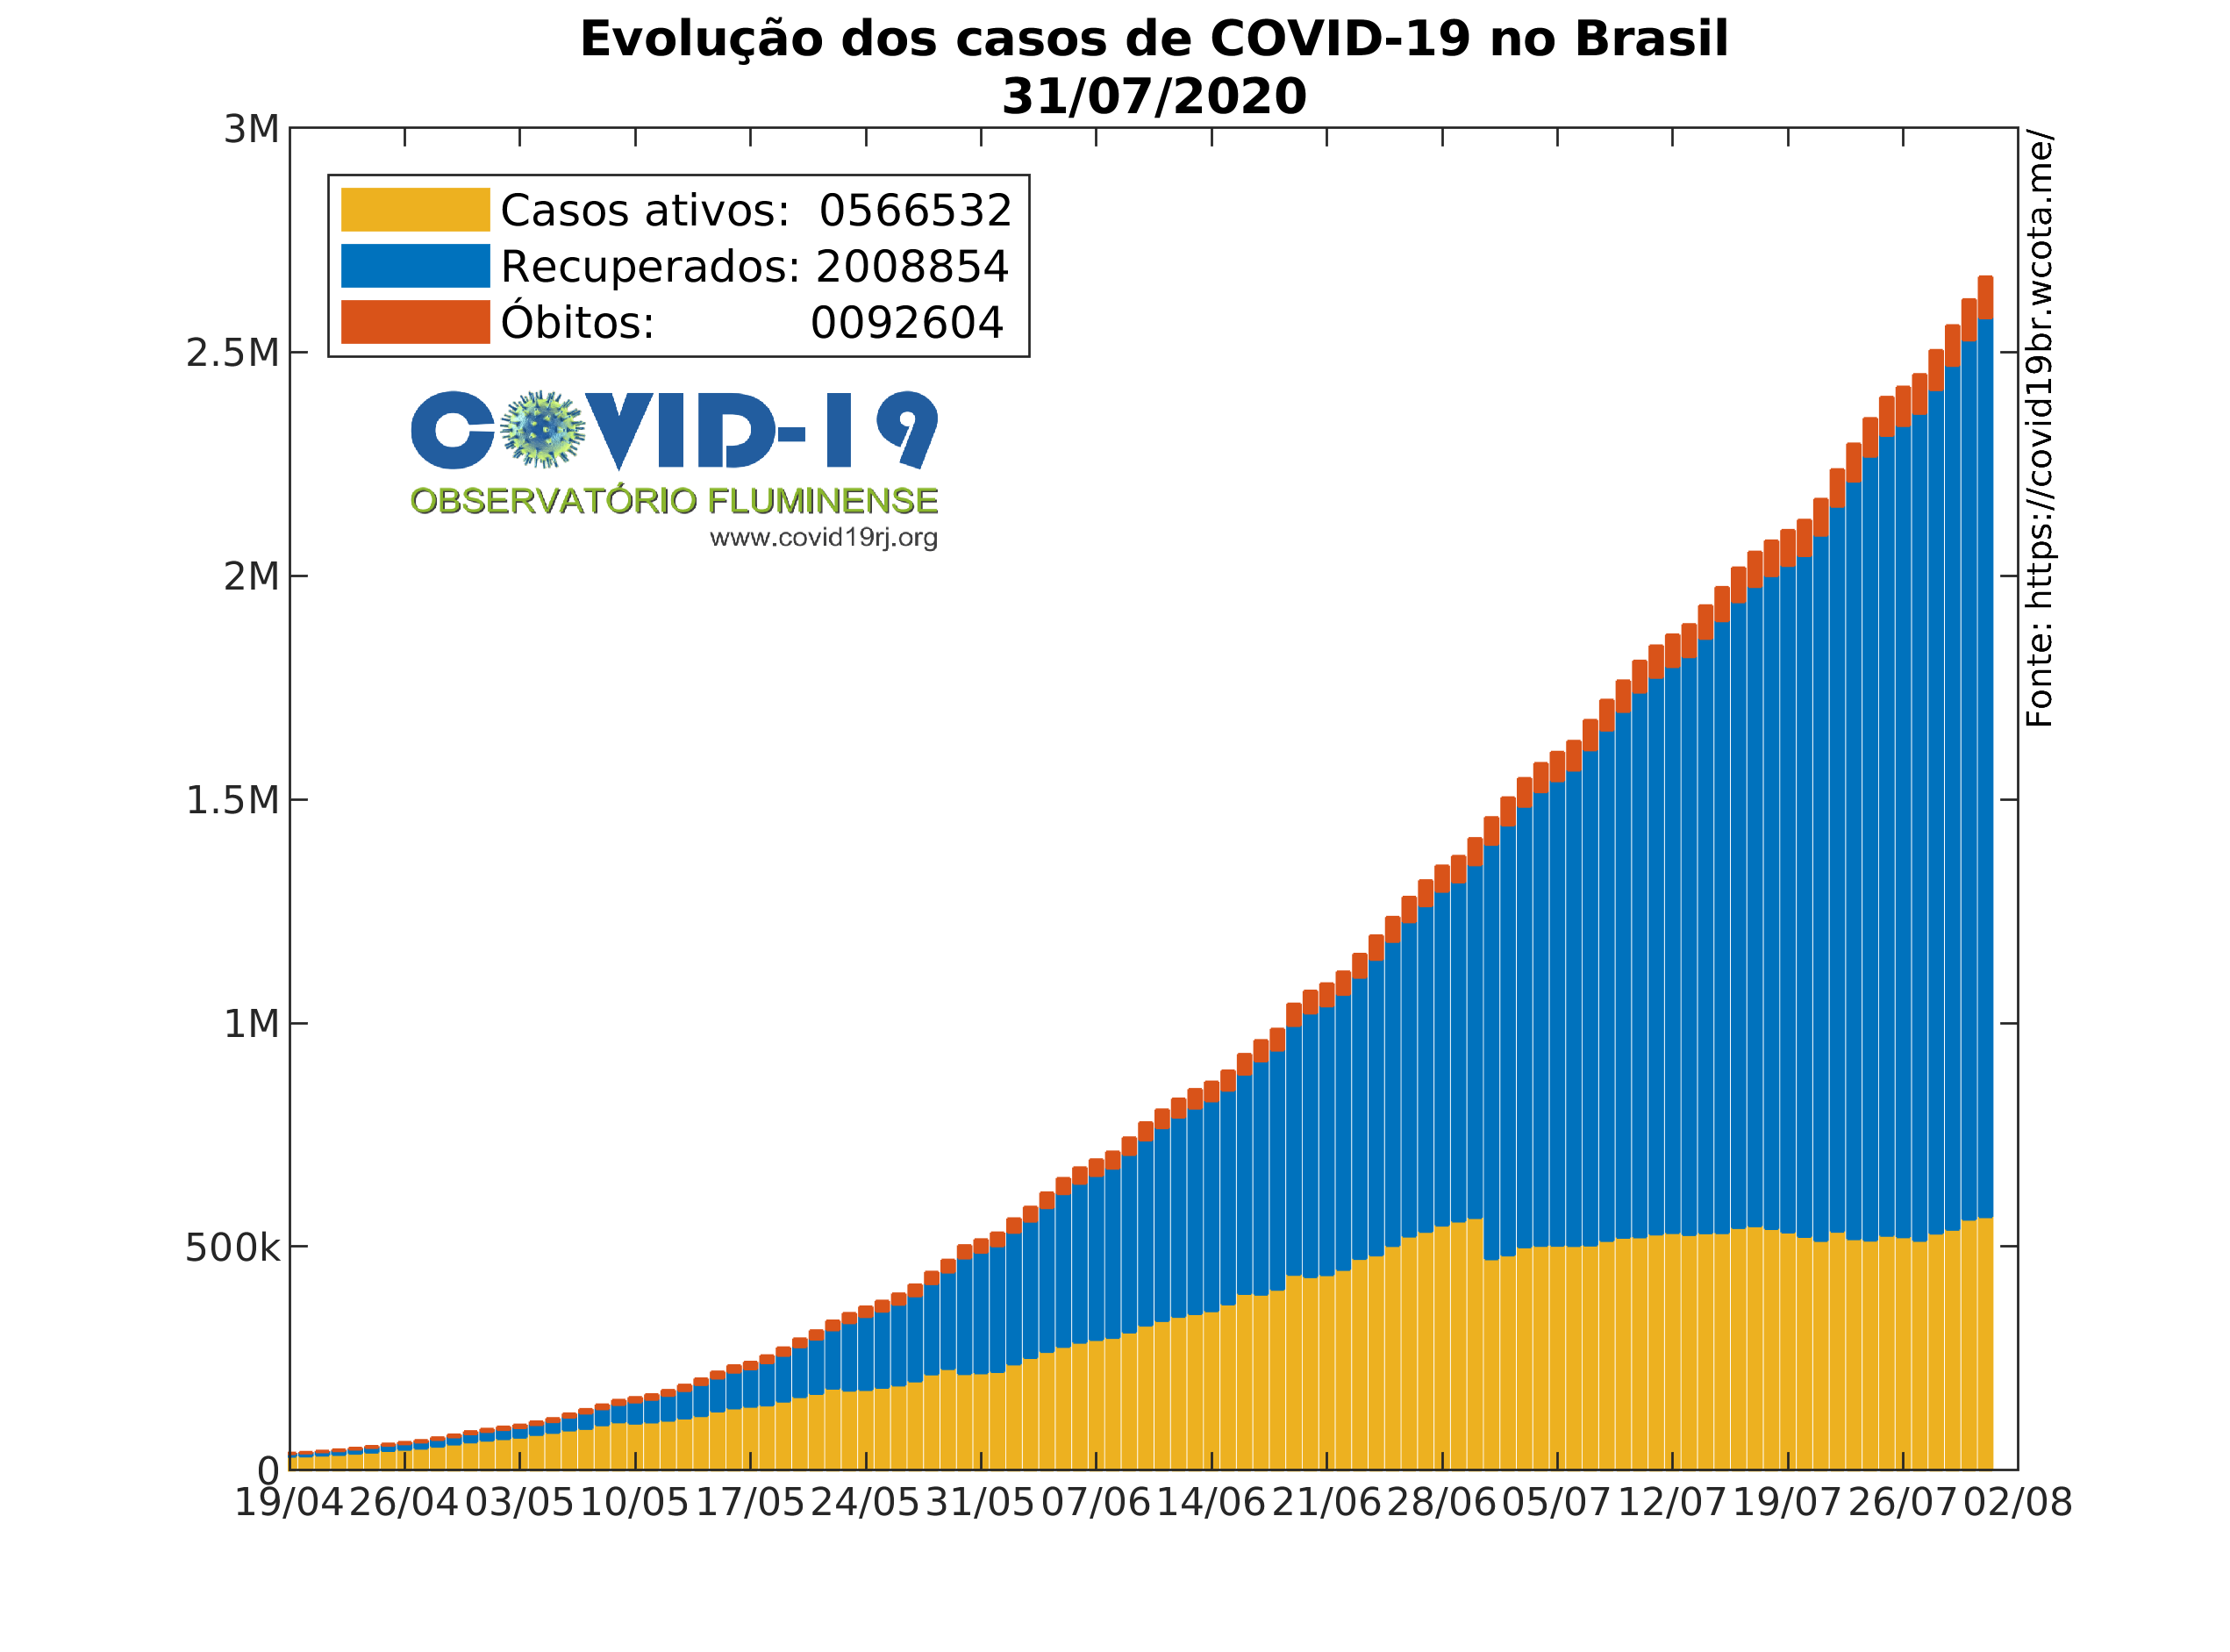 Evolução dos casos de COVID-19 no Brasil
31/07/2020
3M
2.5M
2M
1.5M
1M
500k
0
Casos ativos: 0566532
Recuperados: 2008854
Óbitos: 0092604
COVID-19
OBSERVATÓRIO FLUMINENSE
www.covid19rj.org
Fonte: https://covid19br.wcota.me/
19/04 26/04 03/05 10/05 17/05 24/05 31/05 07/06 14/06 21/06 28/06 05/07 12/07 19/07 26/07 02/08